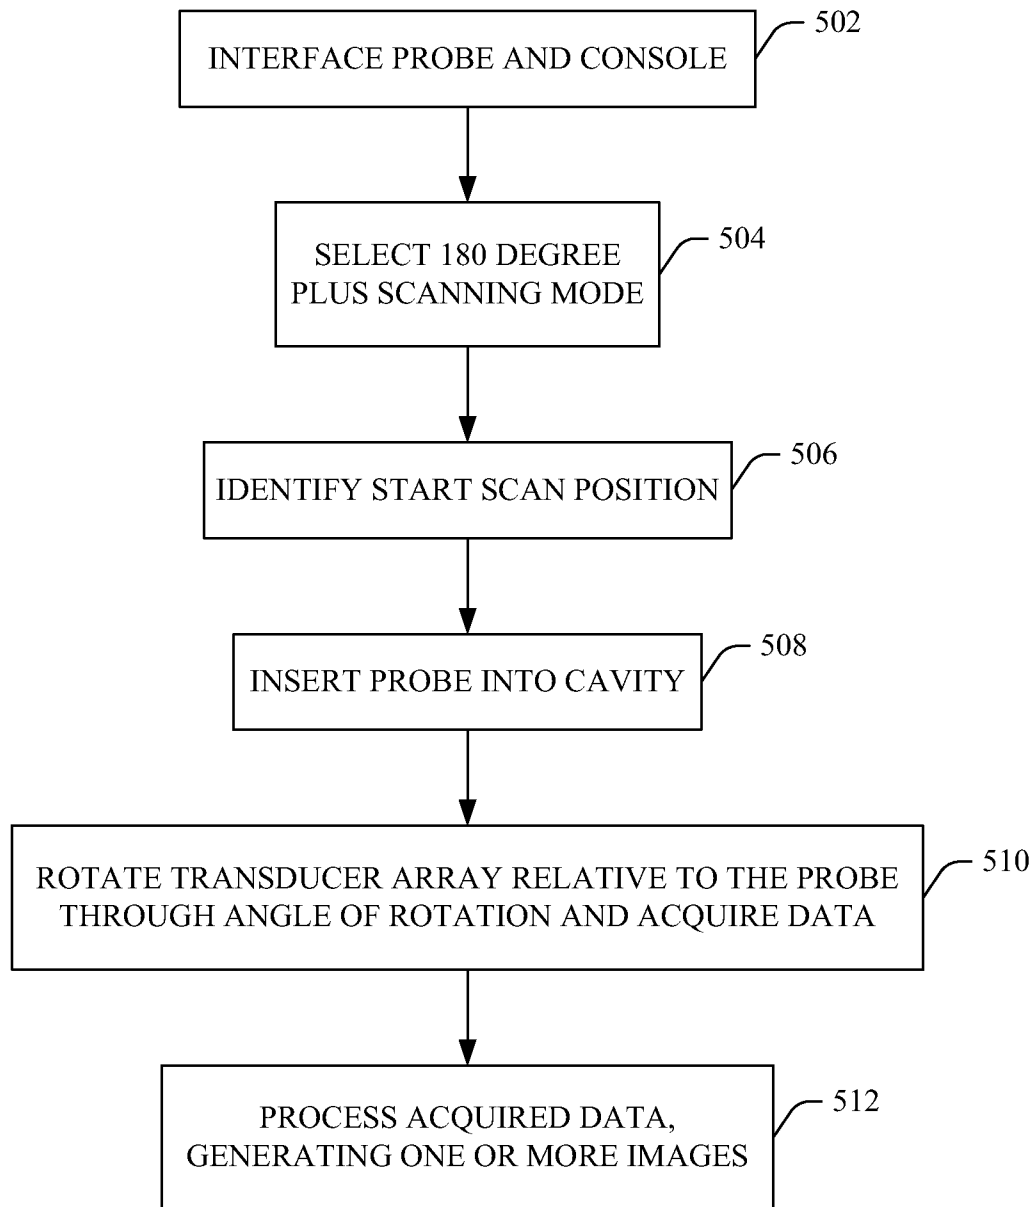 INTERFACE PROBE AND CONSOLE
502
SELECT 180 DEGREE
PLUS SCANNING MODE
504
IDENTIFY START SCAN POSITION
506
INSERT PROBE INTO CAVITY
508
ROTATE TRANSDUCER ARRAY RELATIVE TO THE PROBE
THROUGH ANGLE OF ROTATION AND ACQUIRE DATA
510
PROCESS ACQUIRED DATA,
GENERATING ONE OR MORE IMAGES
512